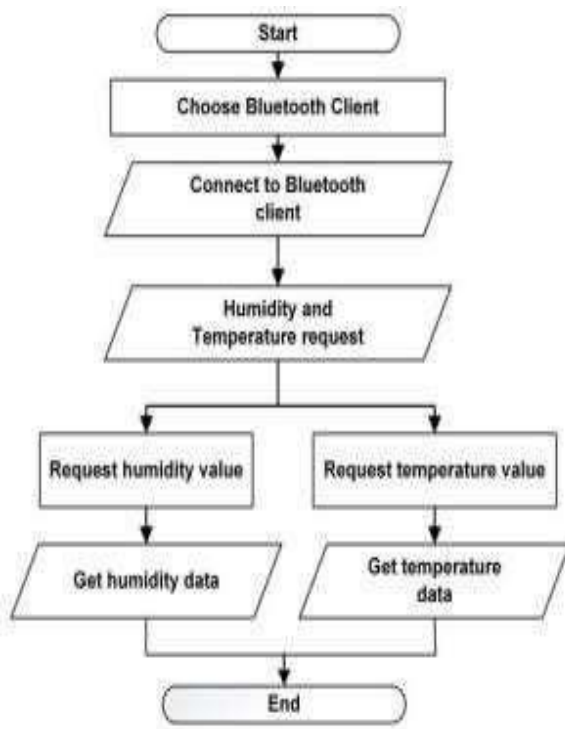 Start
Choose Bluetooth Client
Connect to Bluetooth
client
Humidity and
Temperature request
Request humidity value
Request temperature value
Get humidity data
Get temperature
data
End